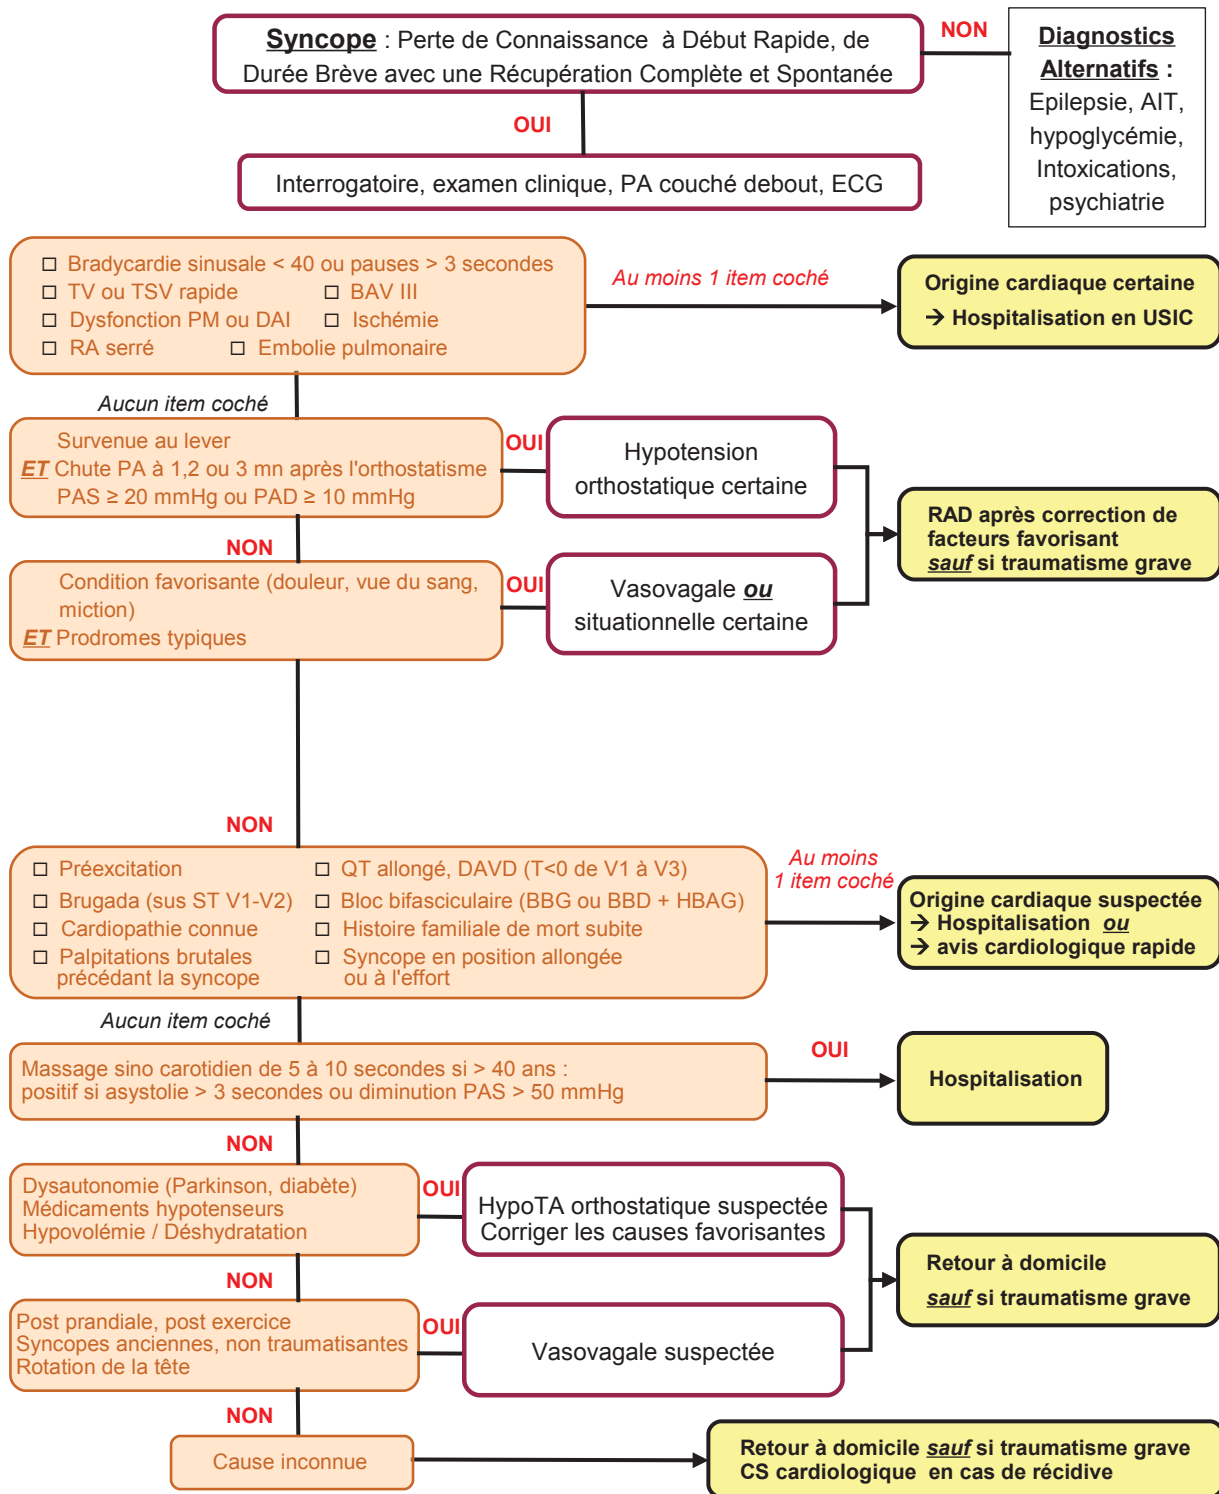 Syncope : Perte de Connaissance à Début Rapide, de
Durée Brève avec une Récupération Complète et Spontanée
NON
Diagnostics
Alternatifs :
Epilepsie, AIT,
hypoglycémie,
Intoxications,
psychiatrie
OUI
Interrogatoire, examen clinique, PA couché debout, ECG
□ Bradycardie sinusale < 40 ou pauses > 3 secondes
□ TV ou TSV rapide □ BAV III
□ Dysfonction PM ou DAI □ Ischémie
□ RA serré □ Embolie pulmonaire
Au moins 1 item coché
Origine cardiaque certaine
→ Hospitalisation en USIC
Aucun item coché
Survenue au lever
ET Chute PA à 1,2 ou 3 mn après l'orthostatisme
PAS ≥ 20 mmHg ou PAD ≥ 10 mmHg
OUI
Hypotension
orthostatique certaine
NON
Condition favorisante (douleur, vue du sang,
miction)
ET Prodromes typiques
OUI
Vasovagale ou
situationnelle certaine
RAD après correction de
facteurs favorisant
sauf si traumatisme grave
NON
□ Préexcitation □ QT allongé, DAVD (T<0 de V1 à V3)
□ Brugada (sus ST V1-V2) □ Bloc bifasciculaire (BBG ou BBD + HBAG)
□ Cardiopathie connue □ Histoire familiale de mort subite
□ Palpitations brutales □ Syncope en position allongée
précédant la syncope ou à l'effort
Au moins
1 item coché
Origine cardiaque suspectée
→ Hospitalisation ou
→ avis cardiologique rapide
Aucun item coché
Massage sino carotidien de 5 à 10 secondes si > 40 ans :
positif si asystolie > 3 secondes ou diminution PAS > 50 mmHg
OUI
Hospitalisation
NON
Dysautonomie (Parkinson, diabète)
Médicaments hypotenseurs
Hypovolémie / Déshydratation
OUI
HypoTA orthostatique suspectée
Corriger les causes favorisantes
NON
Post prandiale, post exercice
Syncopes anciennes, non traumatisantes
Rotation de la tête
OUI
Vasovagale suspectée
Retour à domicile
sauf si traumatisme grave
NON
Cause inconnue
Retour à domicile sauf si traumatisme grave
CS cardiologique en cas de récidive